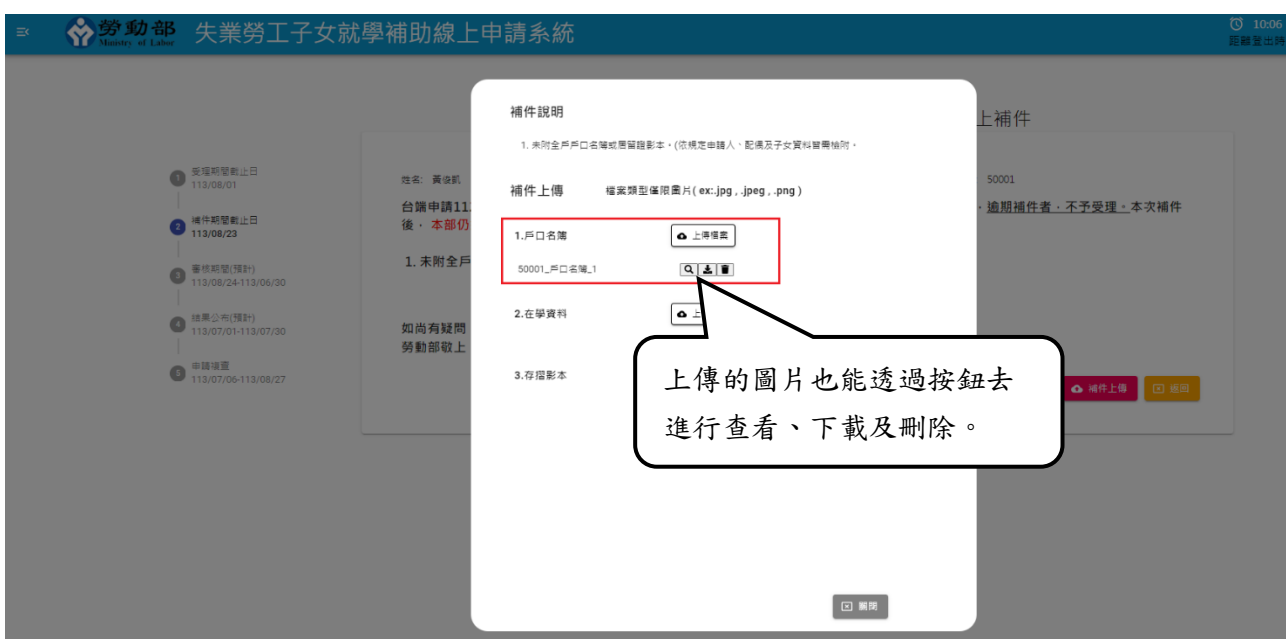 勞動部
Ministry of Labor
失業勞工子女就學補助線上申請系統
10:06
距離登出時
上補件
受理期間截止日
113/08/01
補件期間截止日
113/08/23
審核期間(預計)
113/08/24-113/06/30
結果公布(預計)
113/07/01-113/07/30
申請複查
113/07/06-113/08/27
姓名: 黃俊凱
50001
台端申請11
，逾期補件者，不予受理。本次補件
後， 本部仍
1. 未附全戶
如尚有疑問
勞動部敬上
補件上傳
返回
補件說明
1. 未附全戶戶口名簿或居留證影本。(依規定申請人、配偶及子女資料皆需檢附。
補件上傳 檔案類型僅限圖片( ex:.jpg , .jpeg , .png )
1.戶口名簿 上傳檔案
50001_戶口名簿_1
2.在學資料 上
3.存摺影本
上傳的圖片也能透過按鈕去
進行查看、下載及刪除。
關閉